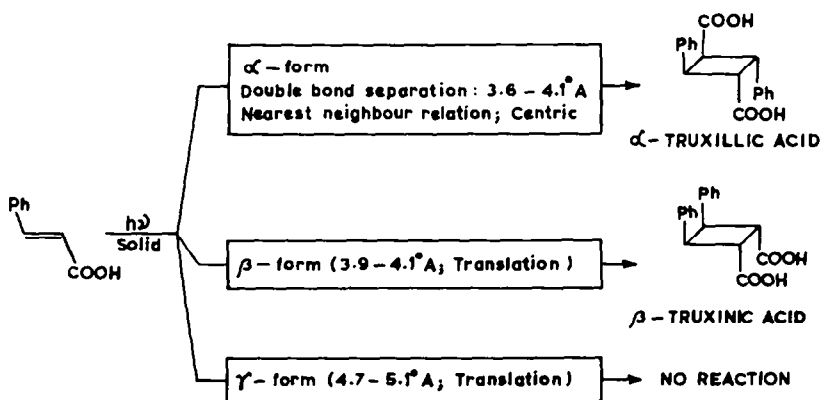 COOH
Ph
Ph
COOH
α-form
Double bond separation: 3.6 – 4.1°A
Nearest neighbour relation; Centric
α-TRUXILLIC ACID
Ph
COOH
hν
Solid
β-form (3.9-4.1°A; Translation)
Ph
Ph
COOH
COOH
β-TRUXINIC ACID
γ-form (4.7-5.1°A; Translation)
NO REACTION